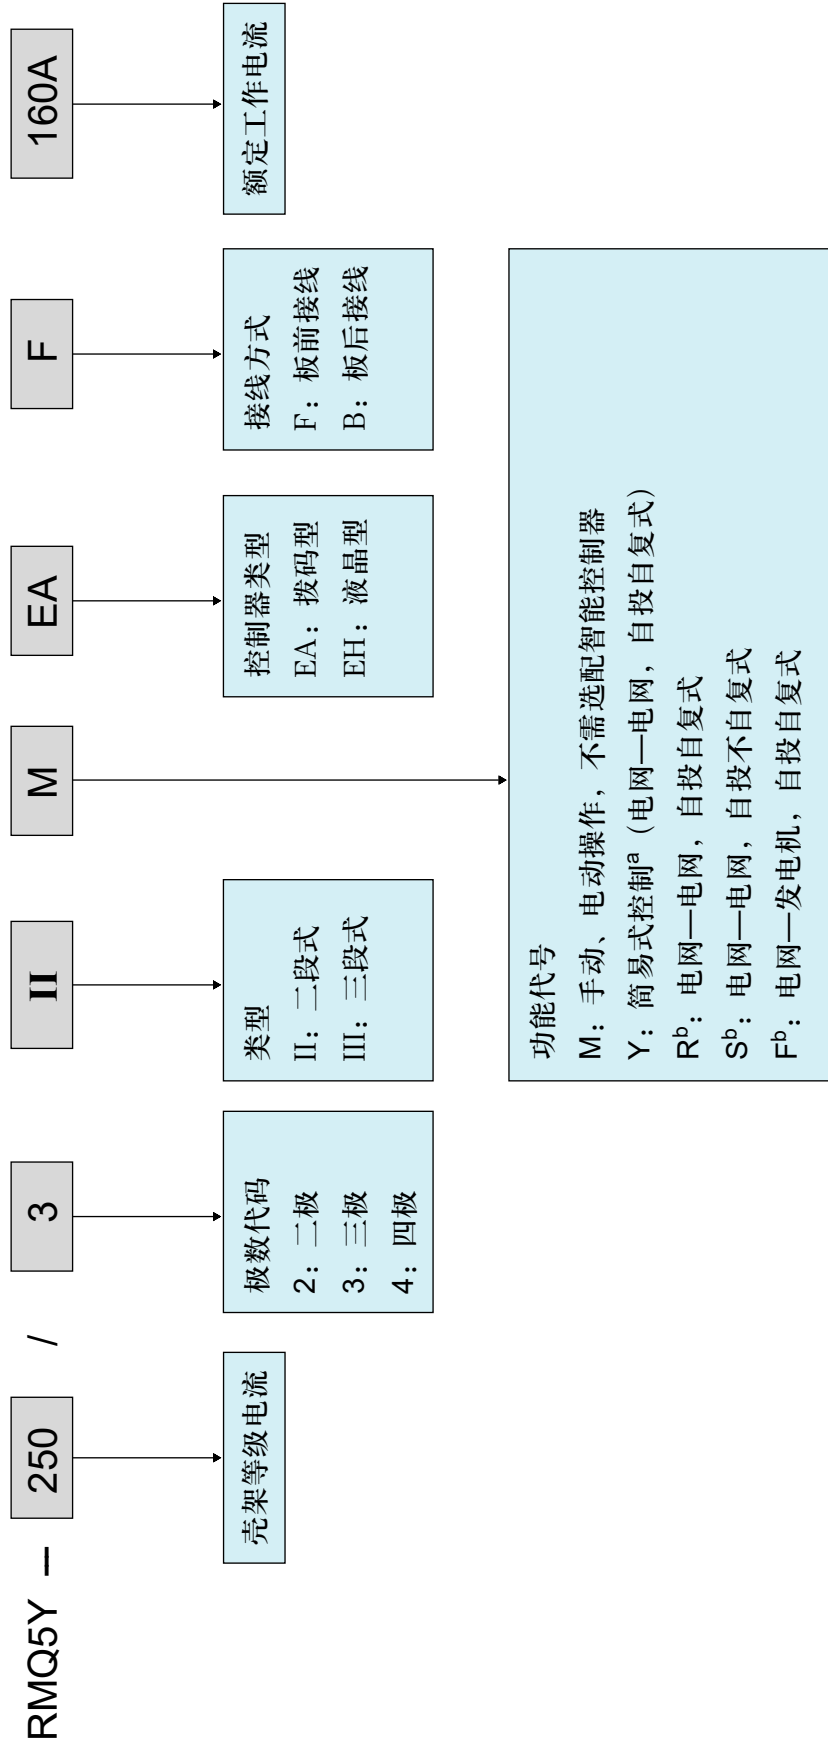 RMQ5Y — 250 / 3 II M EA F 160A
壳架等级电流
极数代码
2：二极
3：三极
4：四极
类型
II：二段式
III：三段式
功能代号
M：手动、电动操作，不需选配智能控制器
Y：简易式控制a（电网—电网，自投自复式）
Rb：电网—电网，自投自复式
Sb：电网—电网，自投不自复式
Fb：电网—发电机，自投自复式
控制器类型
EA：拨码型
EH：液晶型
接线方式
F：板前接线
B：板后接线
额定工作电流